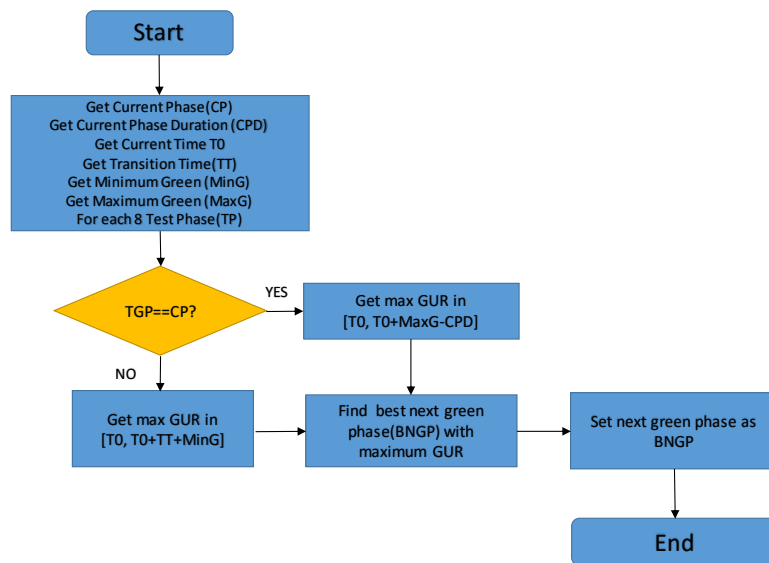 Start
Get Current Phase(CP)
Get Current Phase Duration (CPD)
Get Current Time T0
Get Transition Time(TT)
Get Minimum Green (MinG)
Get Maximum Green (MaxG)
For each 8 Test Phase(TP)
TGP==CP?
YES
Get max GUR in
[T0, T0+MaxG-CPD]
NO
Get max GUR in
[T0, T0+TT+MinG]
Find best next green
phase(BNGP) with
maximum GUR
Set next green phase as
BNGP
End